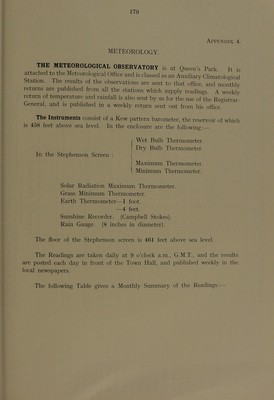 179
APPENDIX 4.
METEOROLOGY.
THE METEOROLOGICAL OBSERVATORY is at Queen's Park. It is
attached to the Meteorological Office and is classed as an Auxiliary Climatological
Station. The results of the observations are sent to that office, and monthly
returns are published from all the stations which supply readings. A weekly
return of temperature and rainfall is also sent by us for the use of the Registrar-
General, and is published in a weekly return sent out from his office.
The Instruments consist of a Kew pattern barometer, the reservoir of which
is 458 feet above sea level. In the enclosure are the following :—
Wet Bulb Thermometer
Dry Bulb Thermometer
In the Stephenson Screen :
Maximum Thermometer.
Minimum Thermometer.
Solar Radiation Maximum Thermometer.
Grass Minimum Thermometer.
Earth Thermometer—1 foot.
—4 feet.
Sunshine Recorder. (Campbell Stokes).
Rain Gauge. (8 inches in diameter).
The floor of the Stephenson screen is 461 feet above sea level.
The Readings are taken daily at 9 o'clock a.m., G.M.T., and the results
are posted each day in front of the Town Hall, and published weekly in the
local newspapers.
The following Table gives a Monthly Summary of the Readings:—